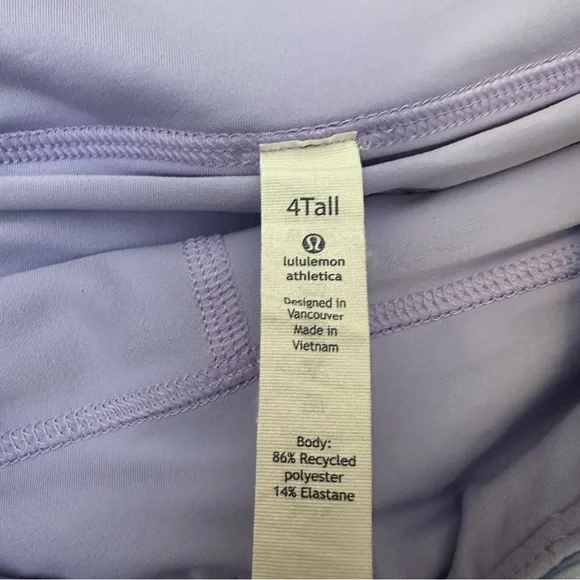 4Tall
lululemon
athletica
Designed in
Vancouver
Made in
Vietnam
Body:
86% Recycled
polyester
14% Elastane